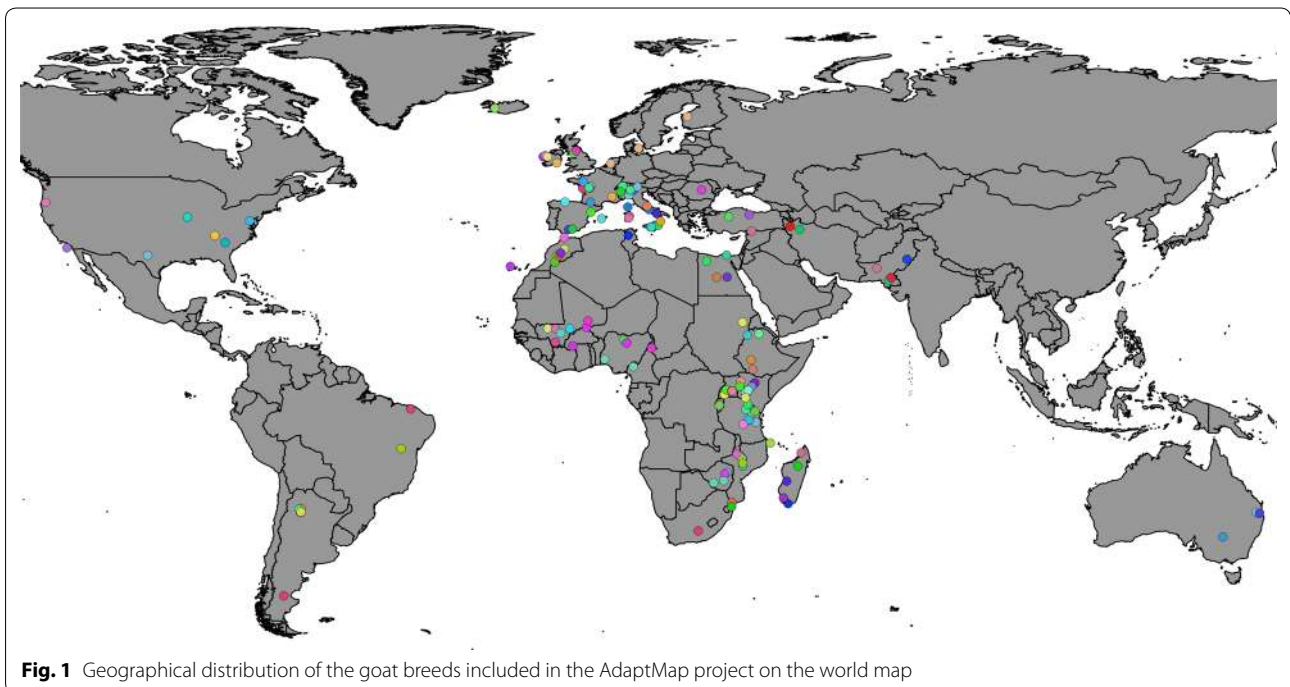 Fig. 1 Geographical distribution of the goat breeds included in the AdaptMap project on the world map